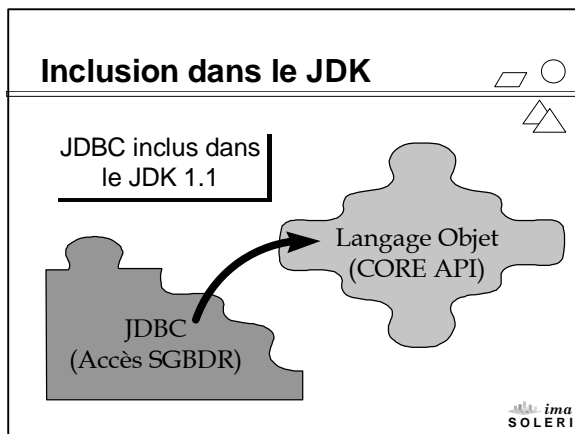 Inclusion dans le JDK
JDBC inclus dans
le JDK 1.1
Langage Objet
(CORE API)
JDBC
(Accès SGBDR)
ima
SOLERI